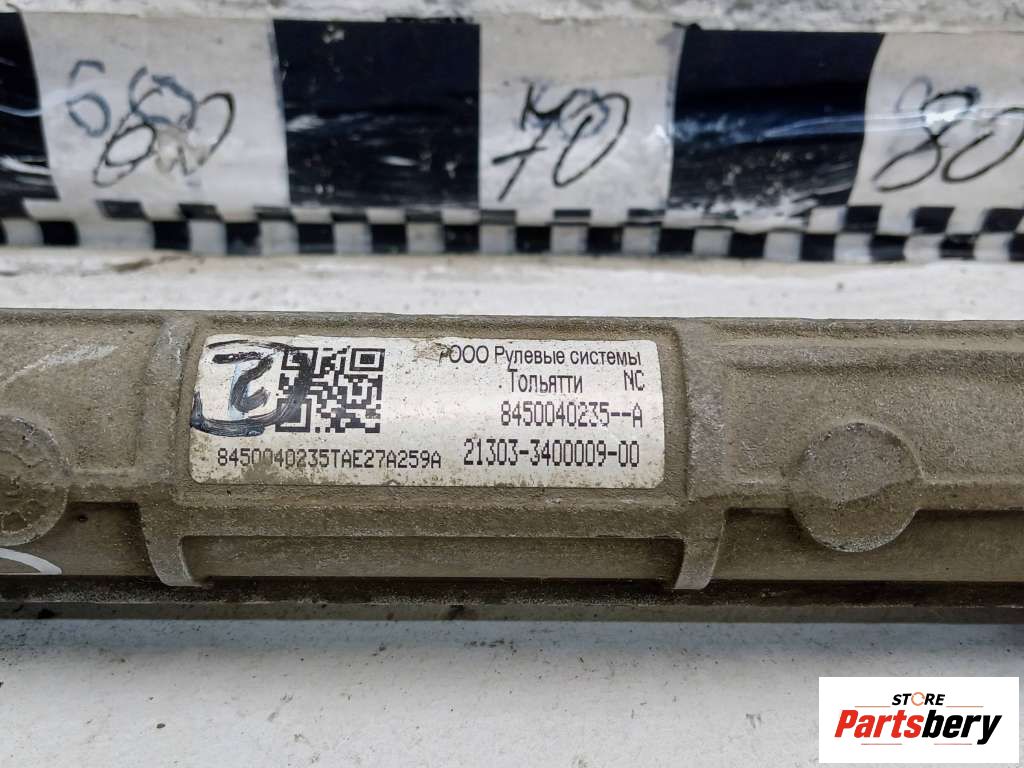 60 70 80
ООО Рулевые системы
Тольятти NC
8450040235--A
2
8450040235TAE27A259A
21303-3400009-00
STORE
Partsbery